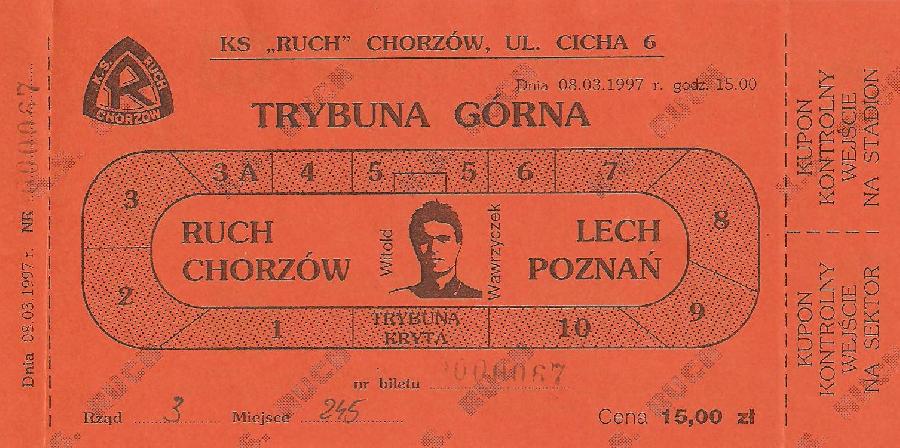 KS „RUCH” CHORZÓW, UL. CICHA 6
K.S. RUCH
R
CHORZÓW
Dnia 08.03.1997 r. godz. 15.00
TRYBUNA GÓRNA
3 3A 4 5 5 6 7 8
RUCH CHORZÓW
Witold Wawrzyczek
LECH POZNAŃ
2 1 TRYBUNA KRYTA 10 9
nr biletu 0000067
Rząd 3 Miejsce 245
Cena 15,00 zł
Dnia 08.03.1997 r. NR 000067
KUPON
KONTROLNY
WEJŚCIE
NA STADION
KUPON
KONTROLNY
WEJŚCIE
NA SEKTOR